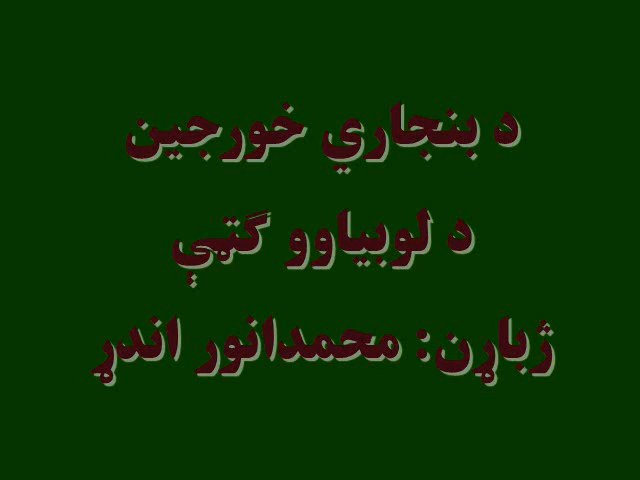 د بنجاري خورجين
د لوبياوو ګټې
ژباړن: محمدانور اندړ